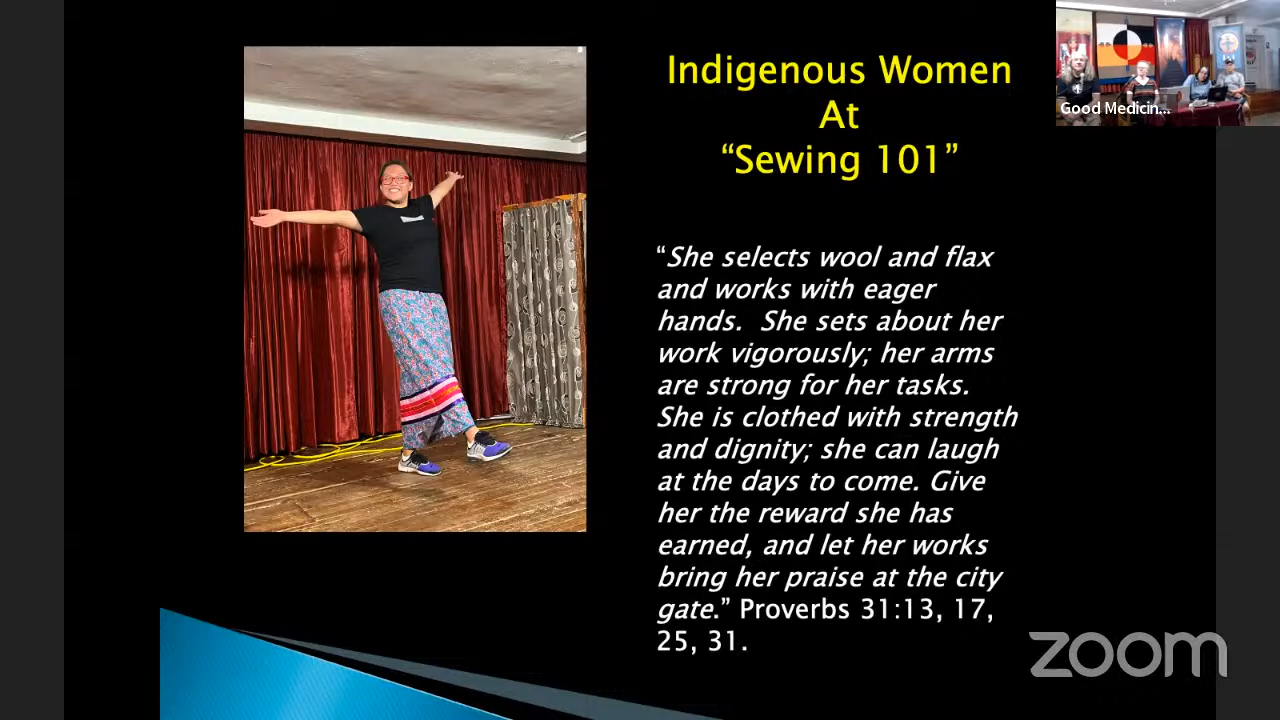 Indigenous Women
At
“Sewing 101”
“She selects wool and flax
and works with eager
hands.  She sets about her
work vigorously; her arms
are strong for her tasks.
She is clothed with strength
and dignity; she can laugh
at the days to come. Give
her the reward she has
earned, and let her works
bring her praise at the city
gate.” Proverbs 31:13, 17,
25, 31.
Good Medicin...
zoom